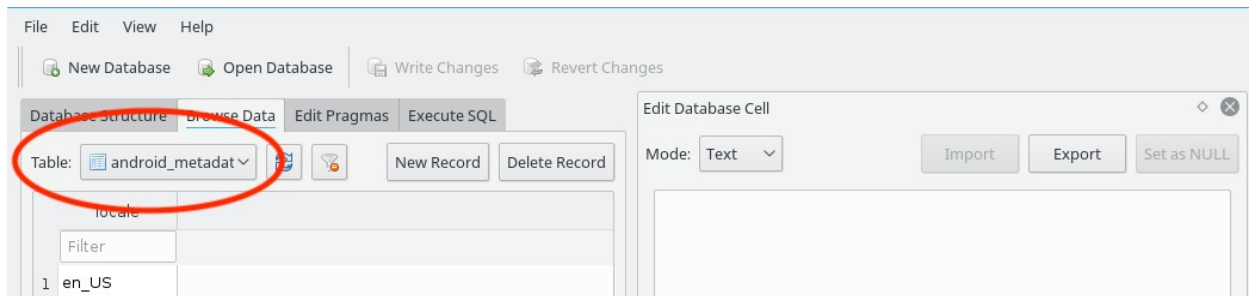 File Edit View Help
New Database Open Database Write Changes Revert Changes
Database Structure Browse Data Edit Pragmas Execute SQL
Edit Database Cell
Table: android_metadat New Record Delete Record
Mode: Text Import Export Set as NULL
locale
Filter
1 en_US